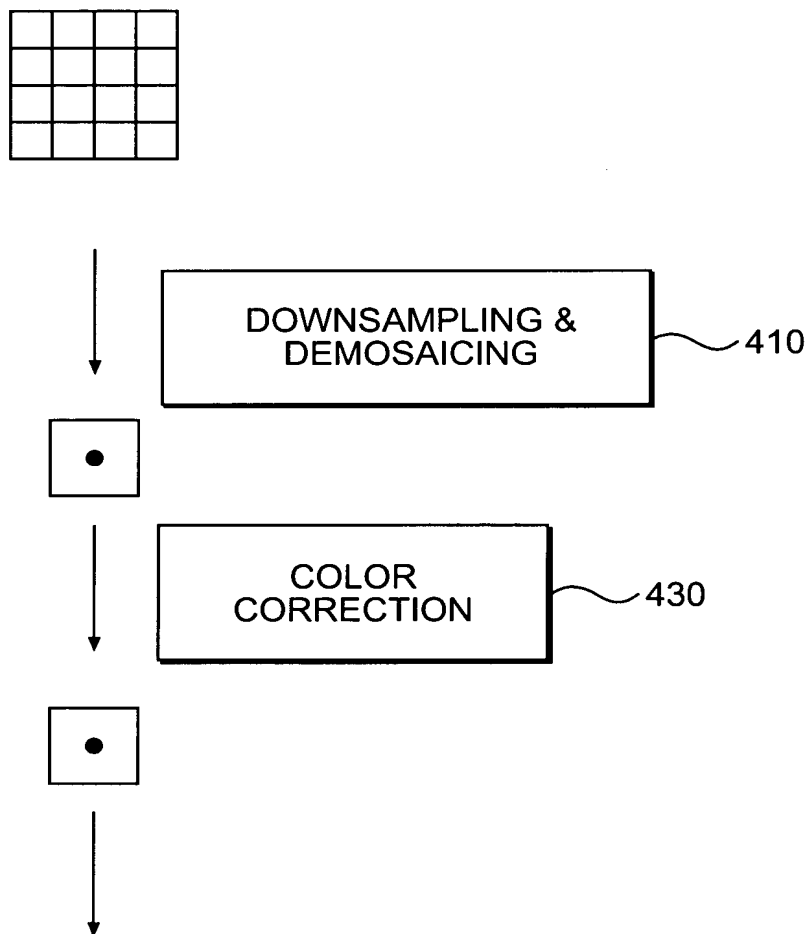 DOWNSAMPLING &
DEMOSAICING
410
COLOR
CORRECTION
430